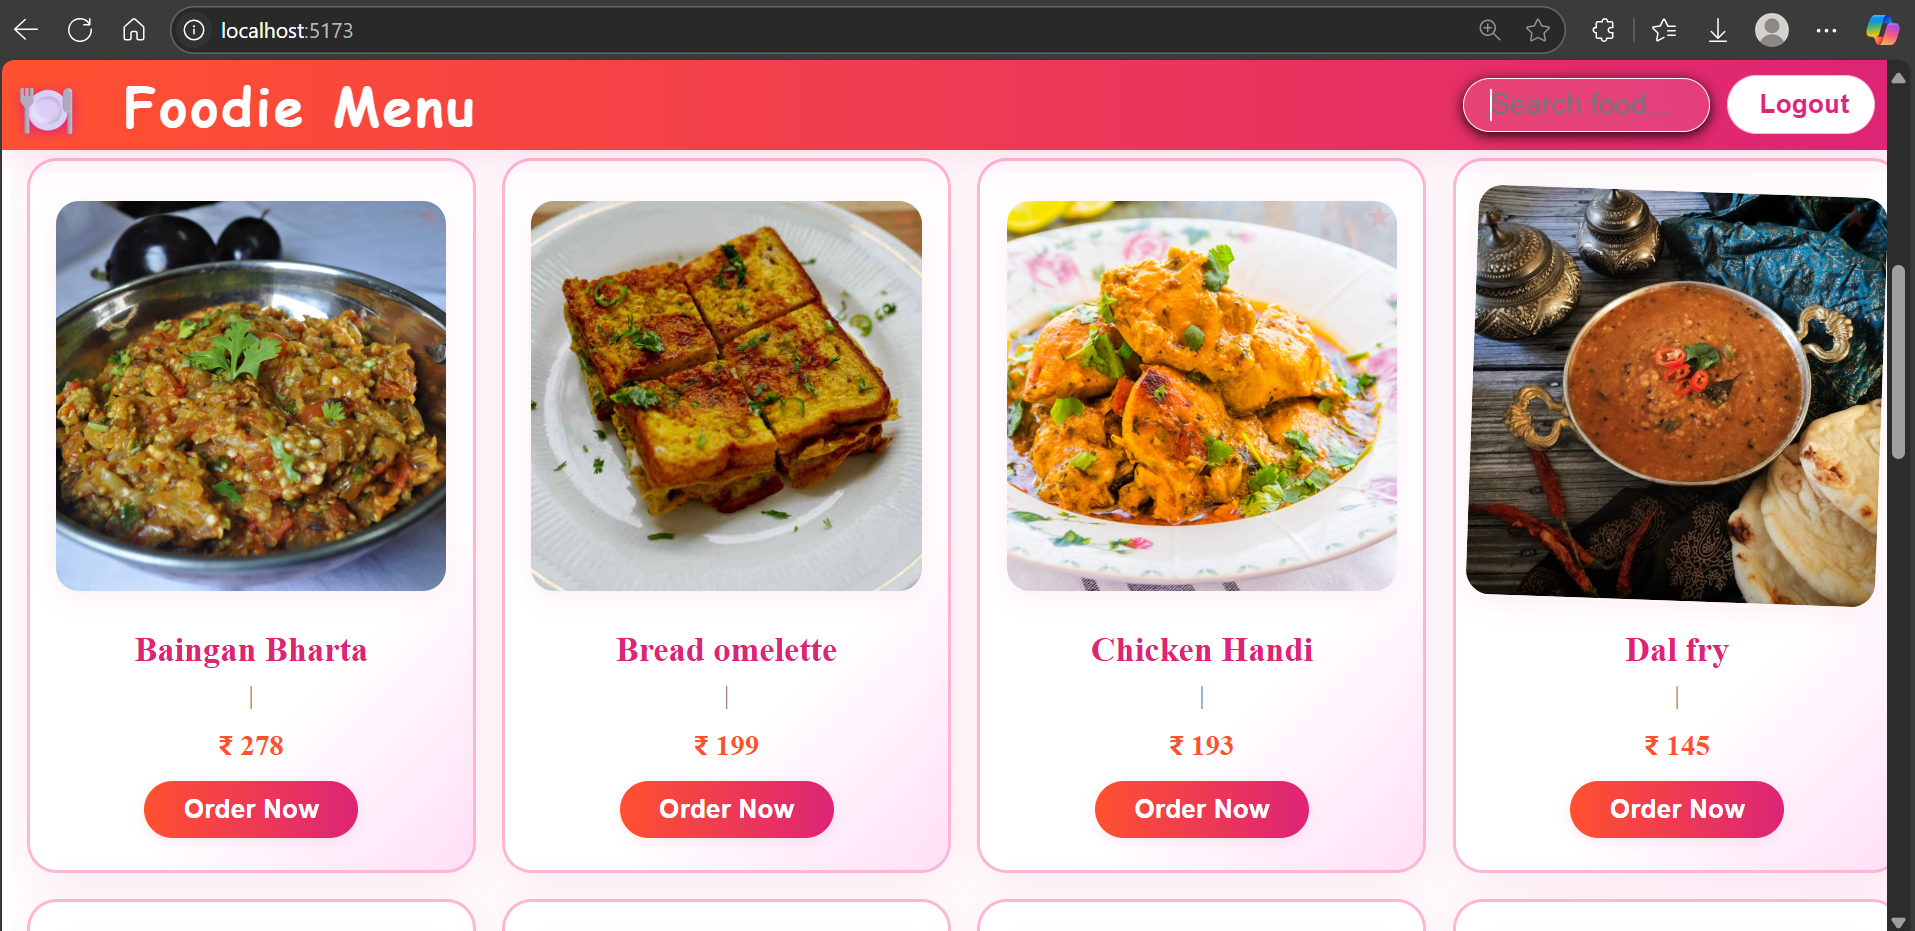 localhost:5173
Foodie Menu
Search food...
Logout
Baingan Bharta
|
₹ 278
Order Now
Bread omelette
|
₹ 199
Order Now
Chicken Handi
|
₹ 193
Order Now
Dal fry
|
₹ 145
Order Now